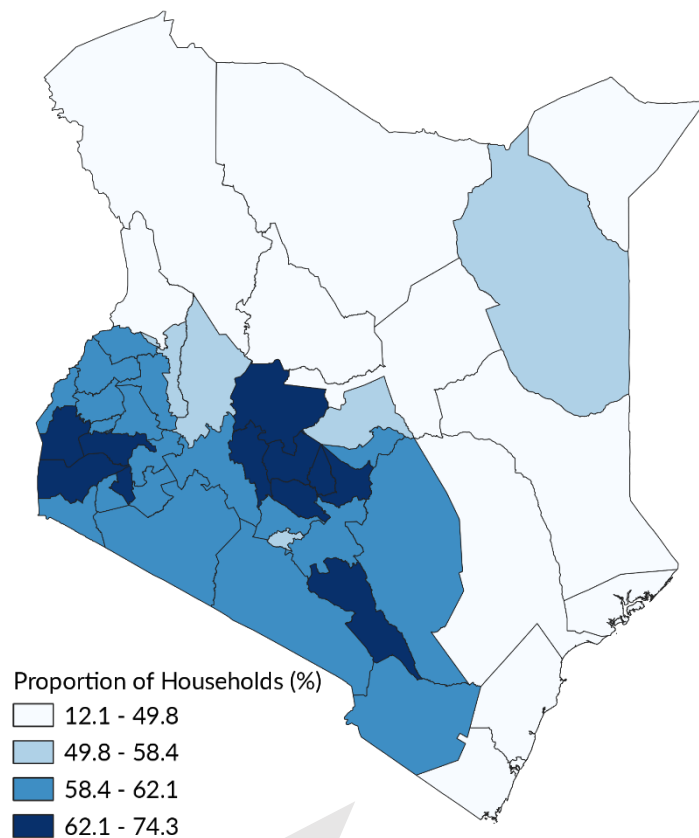 Proportion of Households (%)
12.1 - 49.8
49.8 - 58.4
58.4 - 62.1
62.1 - 74.3